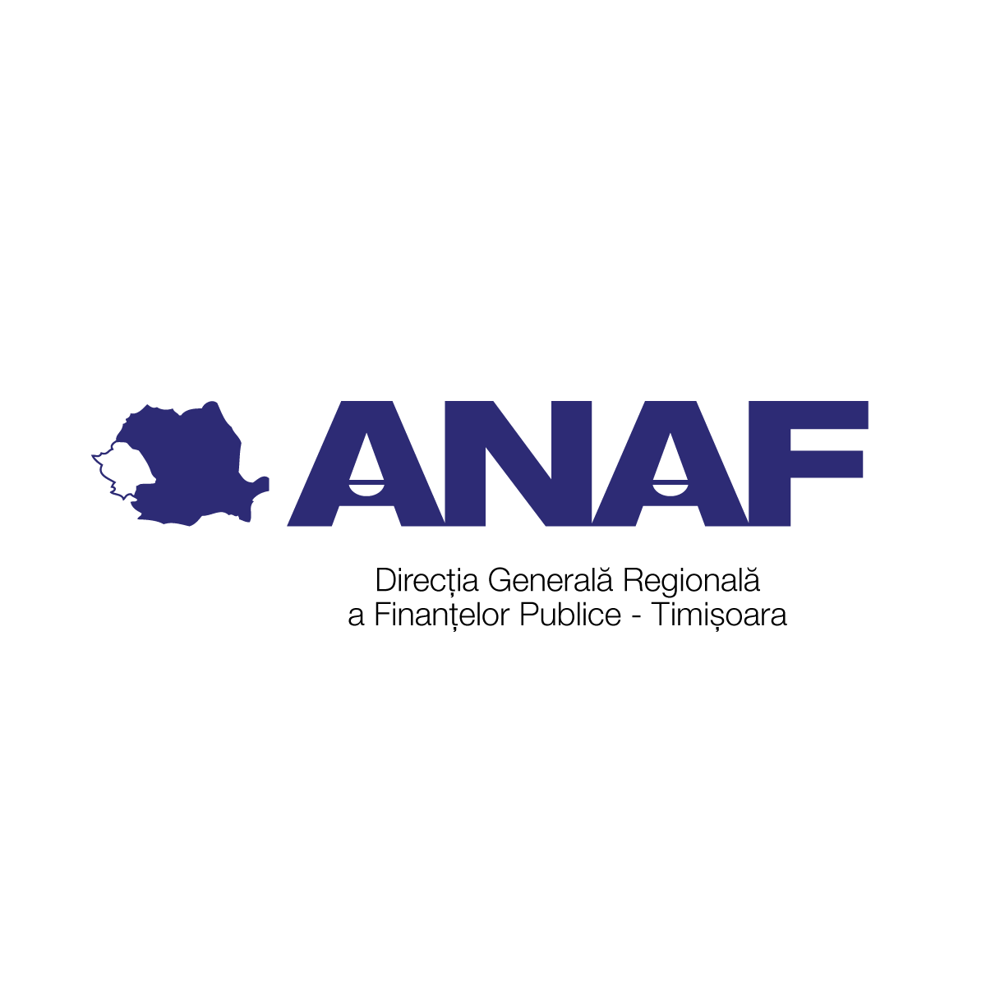 ANAF
Direcția Generală Regională
a Finanțelor Publice - Timișoara